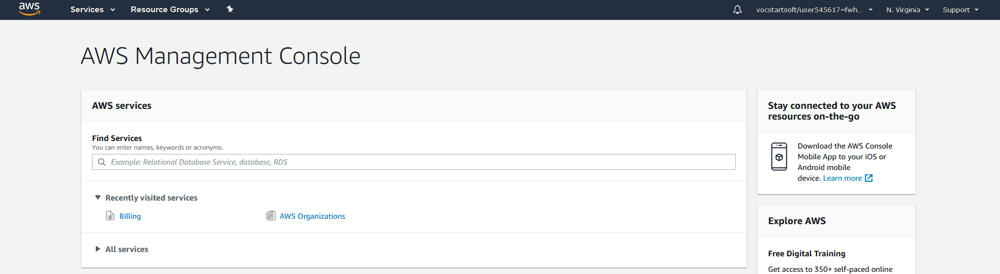 aws Services Resource Groups vocstartsoft/user545617=fwh... N. Virginia Support
AWS Management Console
AWS services
Find Services
You can enter names, keywords or acronyms.
Example: Relational Database Service, database, RDS
Recently visited services
Billing AWS Organizations
All services
Stay connected to your AWS
resources on-the-go
Download the AWS Console
Mobile App to your iOS or
Android mobile
device. Learn more
Explore AWS
Free Digital Training
Get access to 350+ self-paced online